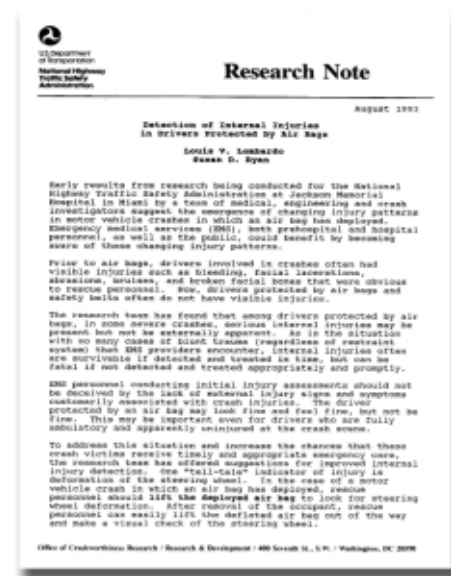 U.S. Department
of Transportation
National Highway
Traffic Safety
Administration
Research Note
August 1993
Detection of Internal Injuries
in Drivers Protected by Air Bags
Louis V. Lombardo
Susan D. Ryan
Early results from research being conducted for the National
Highway Traffic Safety Administration at Jackson Memorial
Hospital in Miami by a team of medical, engineering and crash
investigators suggest the emergence of changing injury patterns
in motor vehicle crashes in which an air bag has deployed.
Emergency medical services (EMS), both prehospital and hospital
personnel, as well as the public, could benefit by becoming
aware of these changing injury patterns.
Prior to air bags, drivers involved in crashes often had
visible injuries such as bleeding, facial lacerations,
abrasions, bruises, and broken facial bones that were obvious
to rescue personnel. Now, drivers protected by air bags and
safety belts often do not have visible injuries.
The research team has found that among drivers protected by air
bags, in some severe crashes, serious internal injuries may be
present but not be externally apparent. As is the situation
with so many cases of blunt trauma (regardless of restraint
system) that EMS providers encounter, internal injuries often
are survivable if detected and treated in time, but can be
fatal if not detected and treated appropriately and promptly.
EMS personnel conducting initial injury assessments should not
be deceived by the lack of external injury signs and symptoms
customarily associated with crash injuries. The driver
protected by an air bag may look fine and feel fine, but not be
fine. This may be important even for drivers who are fully
ambulatory and apparently uninjured at the crash scene.
To address this situation and increase the chances that these
crash victims receive timely and appropriate emergency care,
the research team has offered suggestions for improved internal
injury detection. One "tell-tale" indicator of injury is
deformation of the steering wheel. In the case of a motor
vehicle crash in which an air bag has deployed, rescue
personnel should lift the deployed air bag to look for steering
wheel deformation. After removal of the occupant, rescue
personnel can easily lift the deflated air bag out of the way
and make a visual check of the steering wheel.
Office of Crashworthiness Research / Research & Development / 400 Seventh St., S.W. / Washington, DC 20590